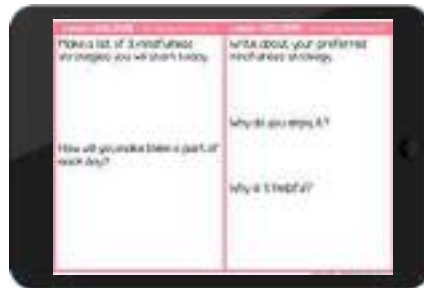 Make a list of 3 mindfulness
strategies you will start today.
How will you make them a part of
each day?
Write about your preferred
mindfulness strategy.
Why do you enjoy it?
Why is it helpful?